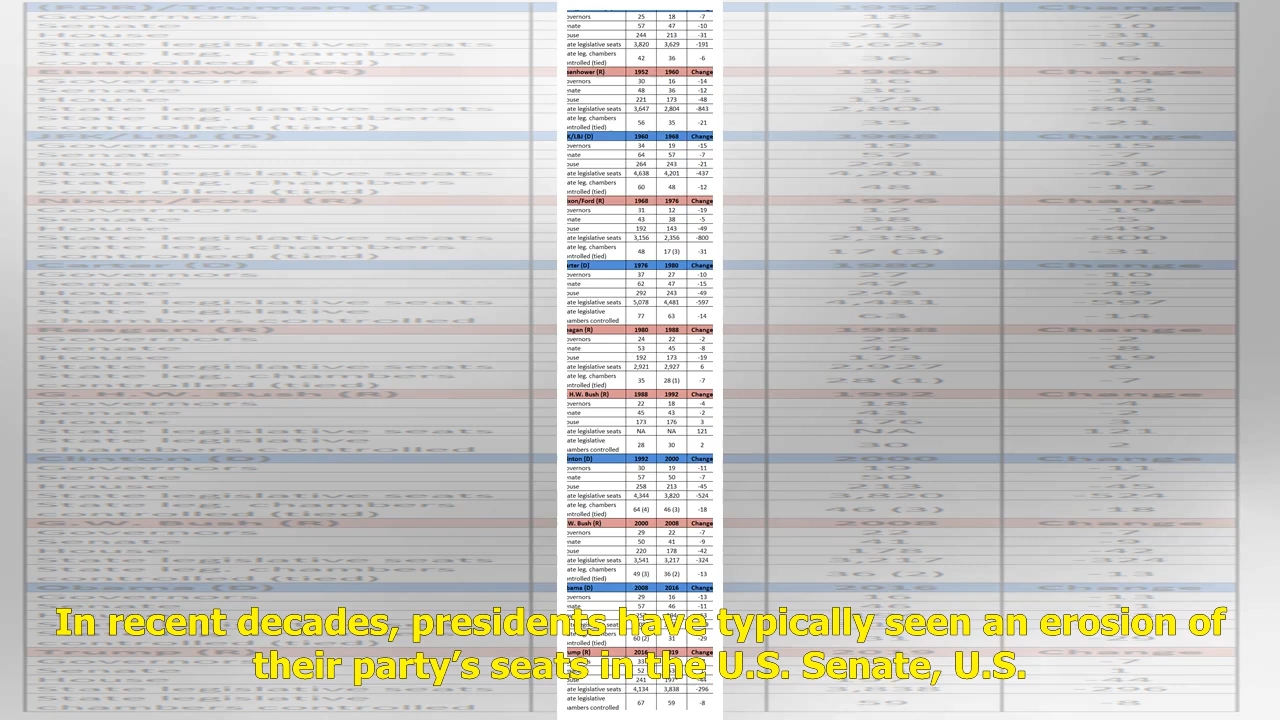 overnors 25 18 -7
enate 57 47 -10
ouse 244 213 -31
ate legislative seats 3,820 3,629 -191
ate leg. chambers
42 36 -6
ontrolled (tied)
senhower (R) 1952 1960 Change
overnors 30 16 -14
enate 48 36 -12
ouse 221 173 -48
ate legislative seats 3,647 2,804 -843
ate leg. chambers
56 35 -21
ontrolled (tied)
K/LBJ (D) 1960 1968 Change
overnors 34 19 -15
enate 64 57 -7
ouse 264 243 -21
ate legislative seats 4,638 4,201 -437
ate leg. chambers
60 48 -12
ontrolled (tied)
xon/Ford (R) 1968 1976 Change
overnors 31 12 -19
enate 43 38 -5
ouse 192 143 -49
ate legislative seats 3,156 2,356 -800
ate leg. chambers
48 17 (3) -31
ontrolled (tied)
arter (D) 1976 1980 Change
overnors 37 27 -10
enate 62 47 -15
ouse 292 243 -49
ate legislative seats 5,078 4,481 -597
ate legislative
77 63 -14
ambers controlled
eagan (R) 1980 1988 Change
overnors 24 22 -2
enate 53 45 -8
ouse 192 173 -19
ate legislative seats 2,921 2,927 6
ate leg. chambers
35 28 (1) -7
ontrolled (tied)
H.W. Bush (R) 1988 1992 Change
overnors 22 18 -4
enate 45 43 -2
ouse 173 176 3
ate legislative seats NA NA 121
ate legislative
28 30 2
ambers controlled
inton (D) 1992 2000 Change
overnors 30 19 -11
enate 57 50 -7
ouse 258 213 -45
ate legislative seats 4,344 3,820 -524
ate leg. chambers
64 (4) 46 (3) -18
ontrolled (tied)
W. Bush (R) 2000 2008 Change
overnors 29 22 -7
enate 50 41 -9
ouse 220 178 -42
ate legislative seats 3,541 3,217 -324
ate leg. chambers
49 (3) 36 (2) -13
ontrolled (tied)
bama (D) 2008 2016 Change
overnors 29 16 -13
enate 57 46 -11
In recent decades, presidents have typically seen an erosion of
60 (2) 31 -29
ump (R) 2016 2019 Change
their party's seats in the U.S. Senate, U.S.
241 197 -44
ate legislative seats 4,134 3,838 -296
ate legislative
67 59 -8
ambers controlled